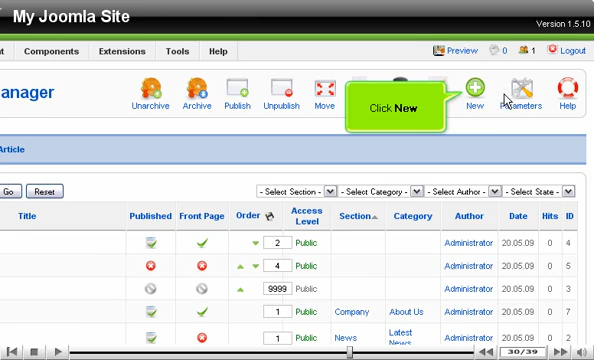 My Joomla Site
Version 1.5.10
Components Extensions Tools Help
Preview 0 1 Logout
anager
Unarchive Archive Publish Unpublish Move New Parameters Help
Click New
Article
Go Reset - Select Section - - Select Category - - Select Author - - Select State -
Title Published Front Page Order Access Level Section Category Author Date Hits ID
2 Public Administrator 20.05.09 0 4
4 Public Administrator 20.05.09 0 5
9999 Public Administrator 20.05.09 0 3
1 Public Company About Us Administrator 20.05.09 0 7
1 Public News Latest News Administrator 20.05.09 0 2
30/39